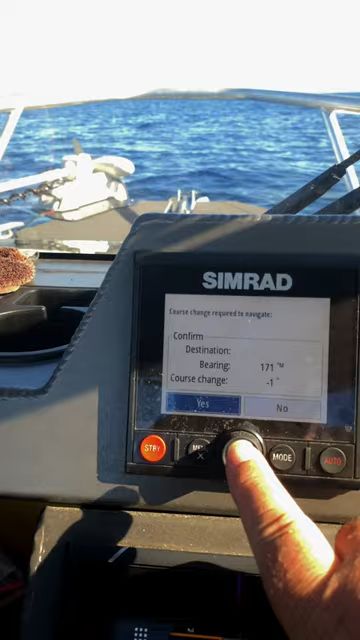 SIMRAD
Course change required to navigate:
Confirm
Destination:
Bearing: 171 °M
Course change: -1 °
Yes No
STBY
MODE
AUTO